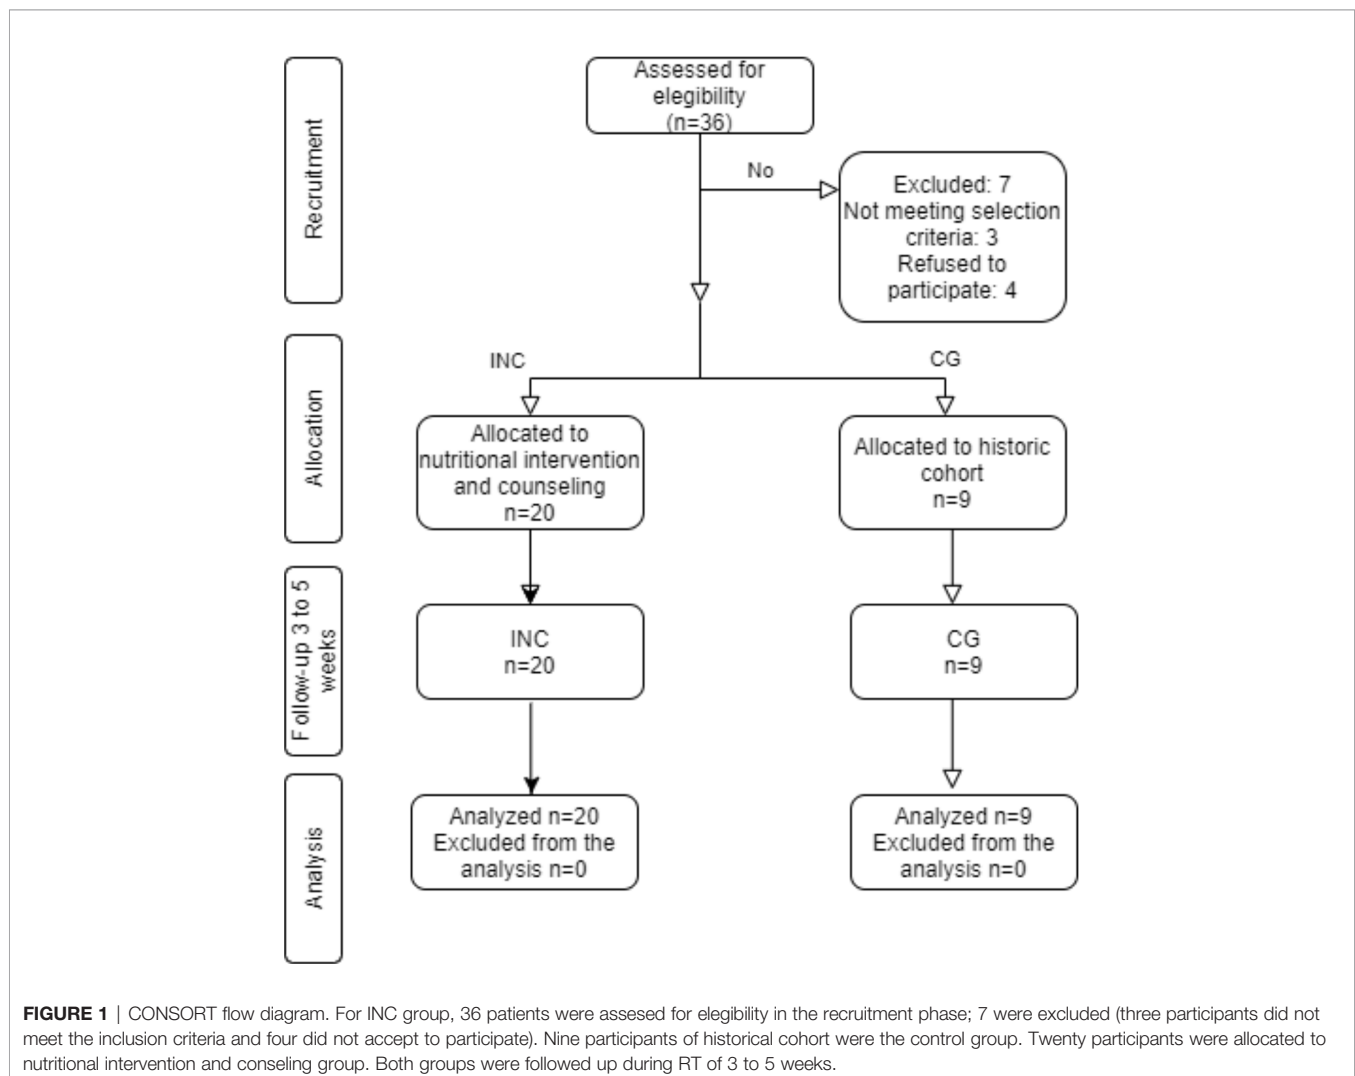 Recruitment
Assessed for
elegibility
(n=36)
No
Excluded: 7
Not meeting selection
criteria: 3
Refused to
participate: 4
Allocation
INC
CG
Allocated to
nutritional intervention
and counseling
n=20
Allocated to historic
cohort
n=9
Follow-up 3 to 5
weeks
INC
n=20
CG
n=9
Analysis
Analyzed n=20
Excluded from the
analysis n=0
Analyzed n=9
Excluded from the
analysis n=0
FIGURE 1 | CONSORT flow diagram. For INC group, 36 patients were assesed for elegibility in the recruitment phase; 7 were excluded (three participants did not
meet the inclusion criteria and four did not accept to participate). Nine participants of historical cohort were the control group. Twenty participants were allocated to
nutritional intervention and conseling group. Both groups were followed up during RT of 3 to 5 weeks.